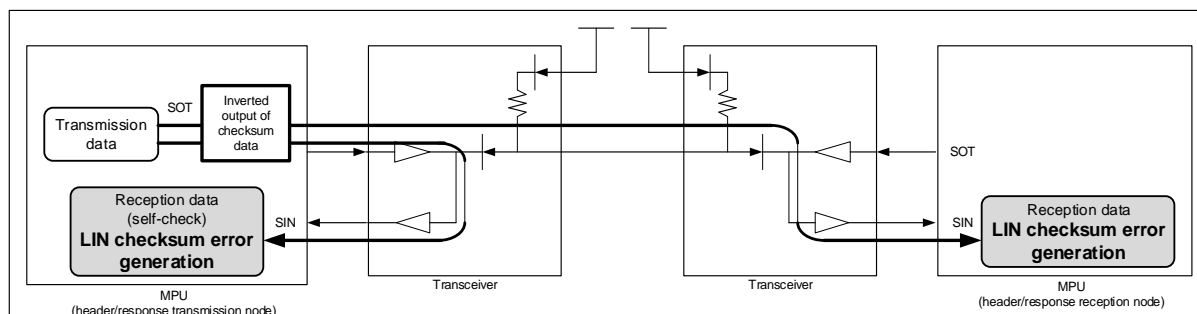 SOT
Transmission
data
Inverted
output of
checksum
data
Reception data
(self-check)
LIN checksum error
generation
SIN
MPU
(header/response transmission node)
Transceiver
Transceiver
SOT
SIN
Reception data
LIN checksum error
generation
MPU
(header/response reception node)